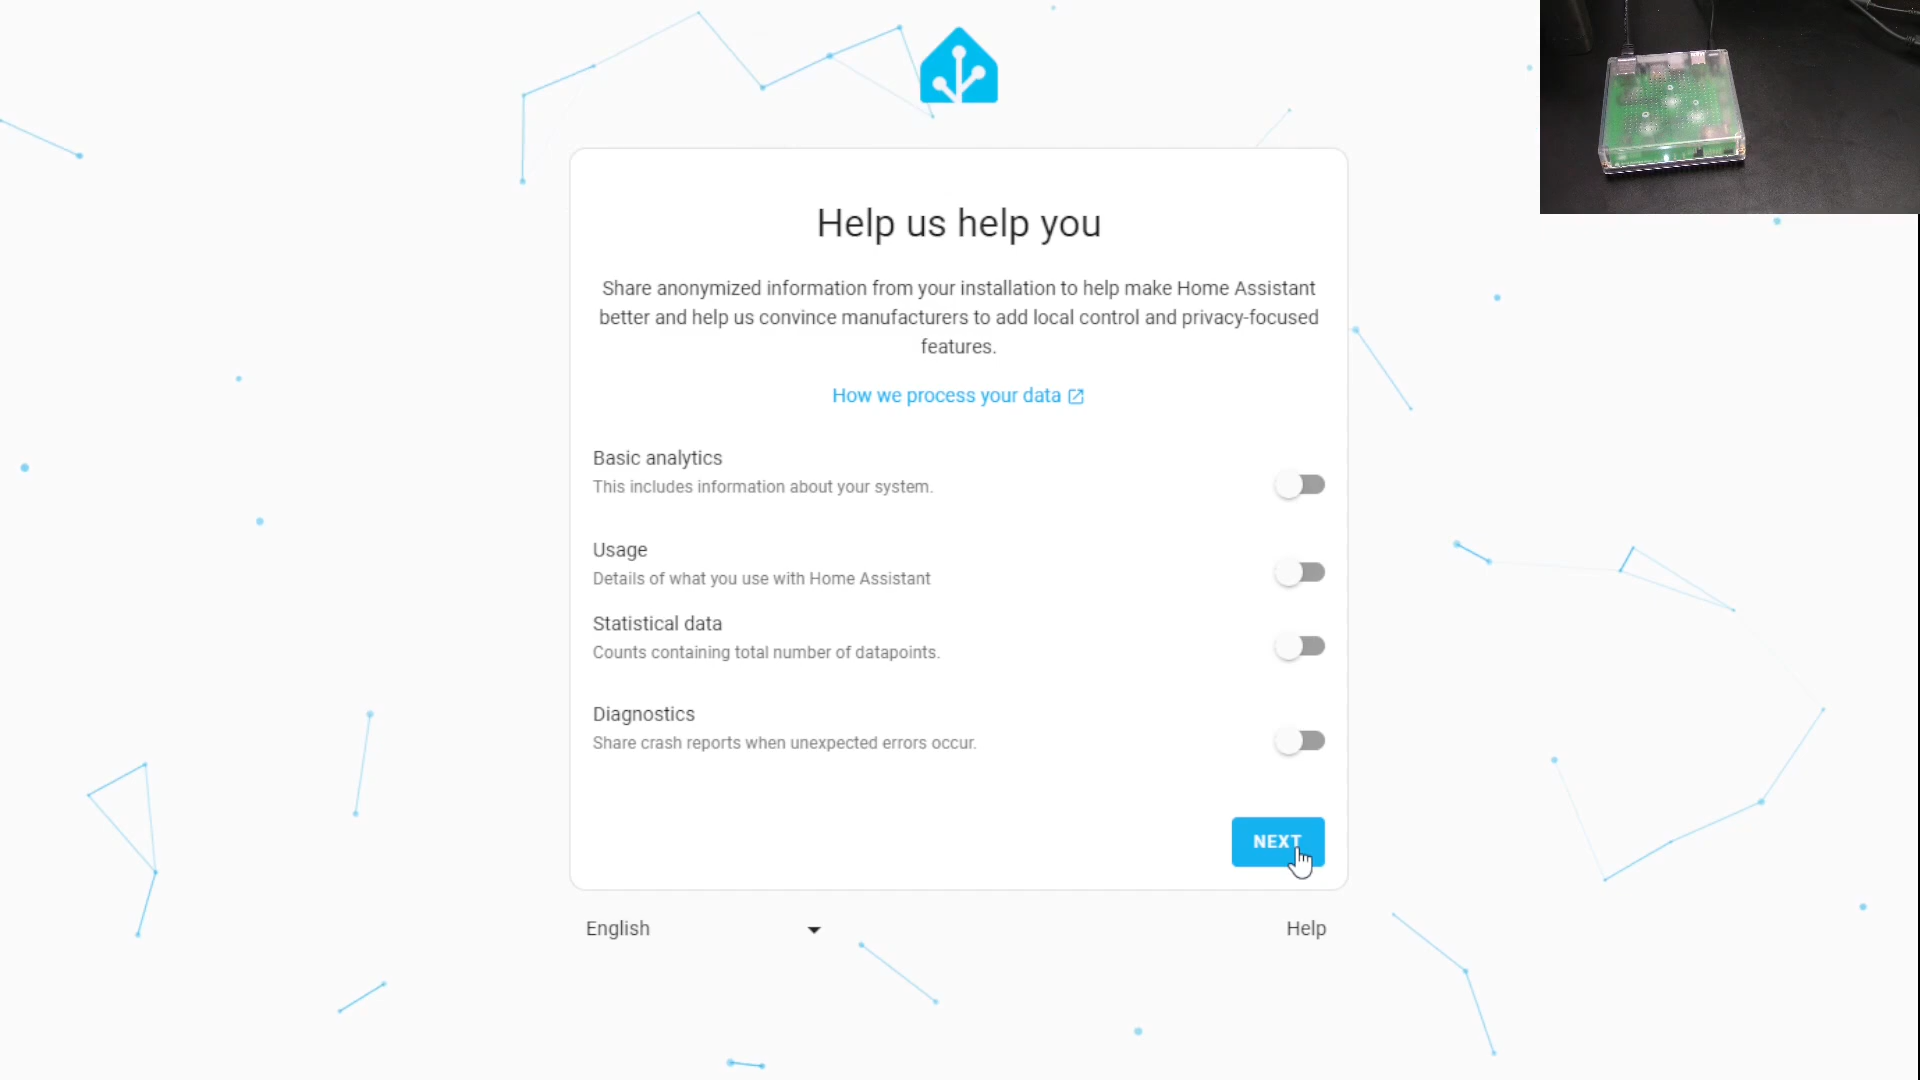 Help us help you
Share anonymized information from your installation to help make Home Assistant
better and help us convince manufacturers to add local control and privacy-focused
features.
How we process your data
Basic analytics
This includes information about your system.
Usage
Details of what you use with Home Assistant
Statistical data
Counts containing total number of datapoints.
Diagnostics
Share crash reports when unexpected errors occur.
NEXT
English
Help